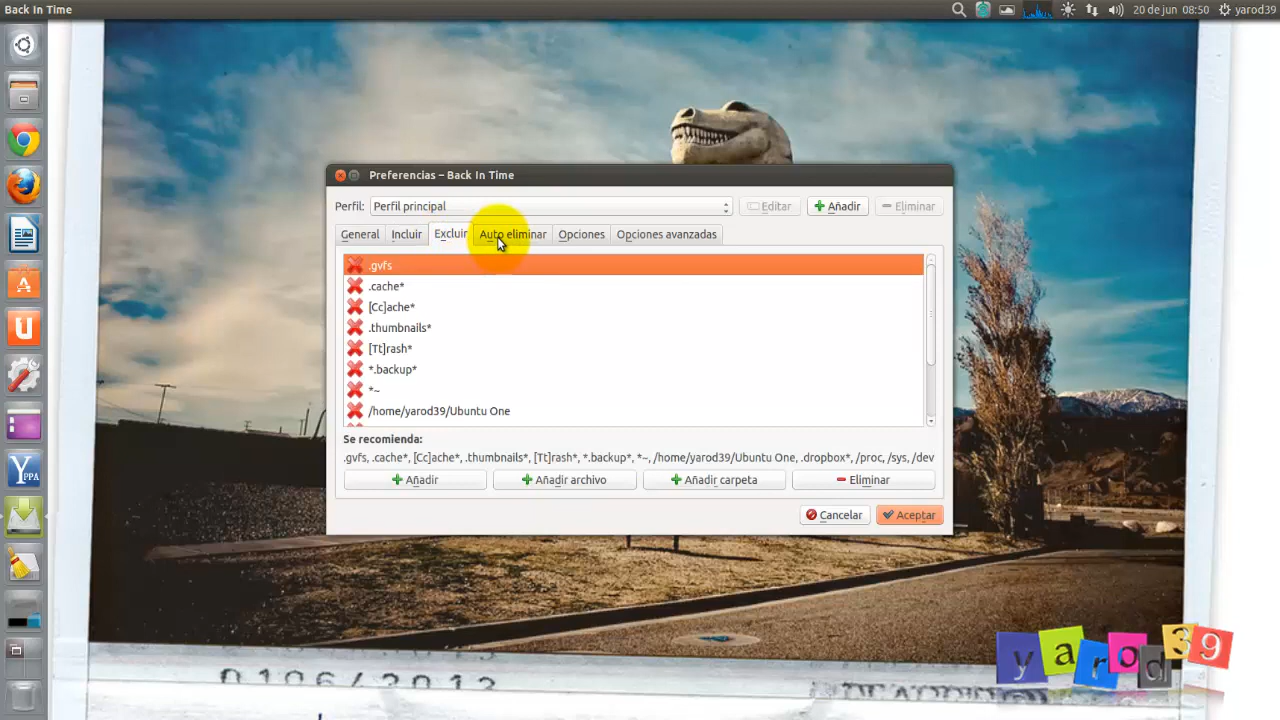 Back In Time
20 de jun 08:50
yarod39
Preferencias – Back In Time
Perfil: Perfil principal
Editar
Añadir
Eliminar
General
Incluir
Excluir
Auto eliminar
Opciones
Opciones avanzadas
.gvfs
.cache*
[Cc]ache*
.thumbnails*
[Tt]rash*
*.backup*
*~
/home/yarod39/Ubuntu One
Se recomienda:
.gvfs, .cache*, [Cc]ache*, .thumbnails*, [Tt]rash*, *.backup*, *~, /home/yarod39/Ubuntu One, .dropbox*, /proc, /sys, /dev
Añadir
Añadir archivo
Añadir carpeta
Eliminar
Cancelar
Aceptar
YPPA
yarod39